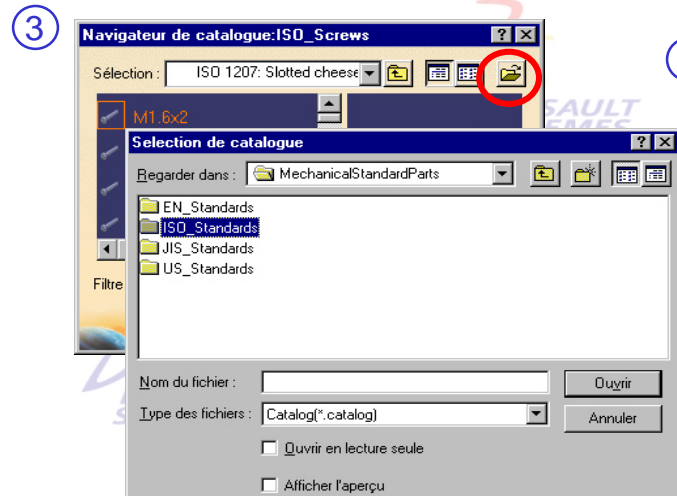 3
Navigateur de catalogue:ISO_Screws
Sélection : ISO 1207: Slotted cheese
M1.6x2
SAULT
EMES
Selection de catalogue
Regarder dans : MechanicalStandardParts
EN_Standards
ISO_Standards
JIS_Standards
US_Standards
Filtre
Nom du fichier : Ouvrir
Type des fichiers : Catalog(*.catalog) Annuler
Ouvrir en lecture seule
Afficher l'aperçu